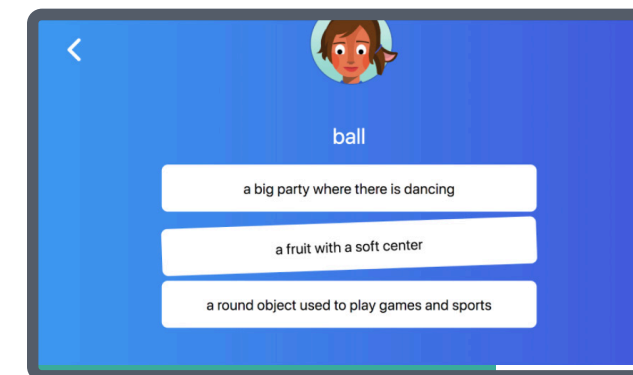 ball
a big party where there is dancing
a fruit with a soft center
a round object used to play games and sports